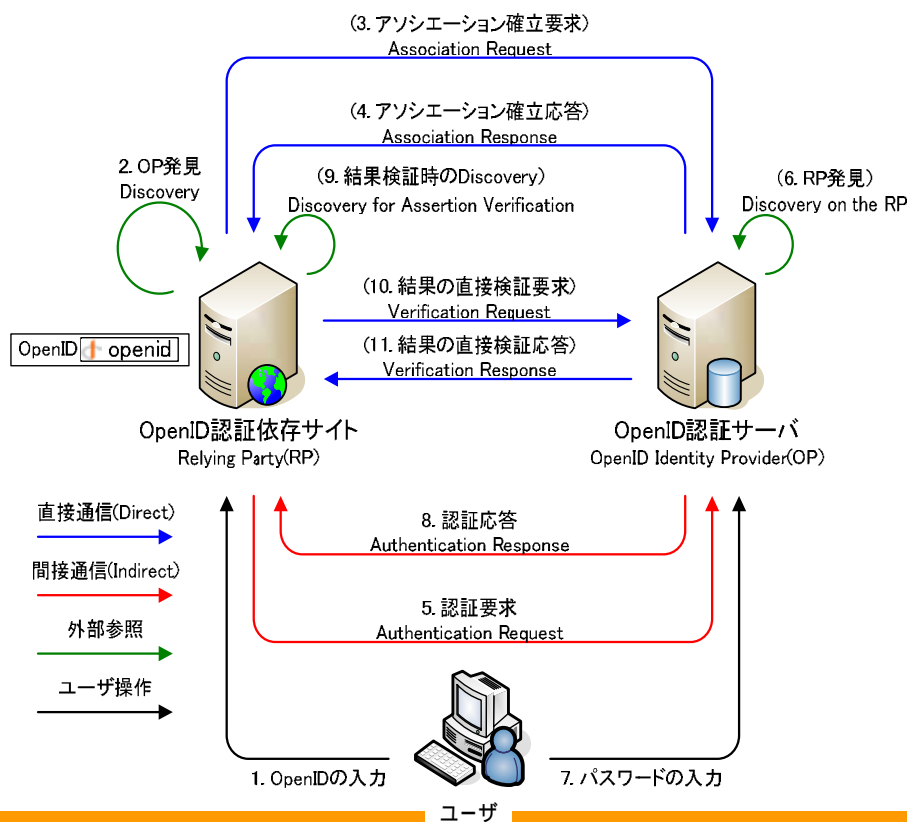 (3. アソシエーション確立要求)
Association Request
(4. アソシエーション確立応答)
Association Response
2. OP発見
Discovery
(9. 結果検証時のDiscovery)
Discovery for Assertion Verification
(6. RP発見)
Discovery on the RP
(10. 結果の直接検証要求)
Verification Request
(11. 結果の直接検証応答)
Verification Response
OpenID openid
OpenID認証依存サイト
Relying Party(RP)
OpenID認証サーバ
OpenID Identity Provider(OP)
直接通信(Direct)
間接通信(Indirect)
外部参照
ユーザ操作
8. 認証応答
Authentication Response
5. 認証要求
Authentication Request
1. OpenIDの入力
7. パスワードの入力
ユーザ